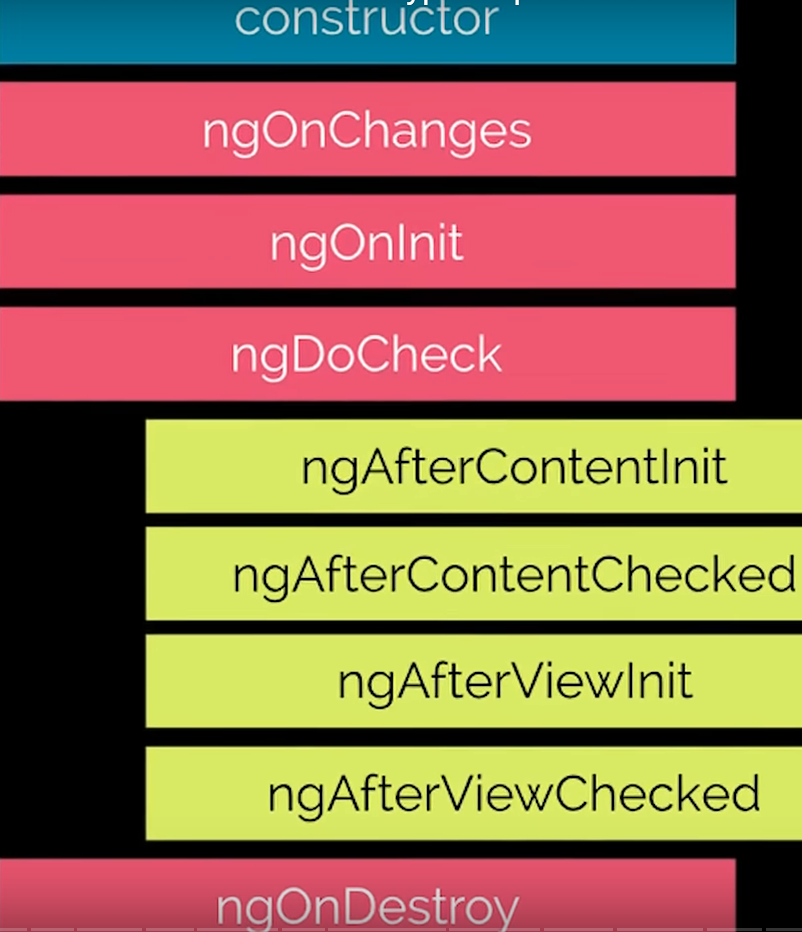 constructor
ngOnChanges
ngOnInit
ngDoCheck
ngAfterContentInit
ngAfterContentChecked
ngAfterViewInit
ngAfterViewChecked
ngOnDestroy